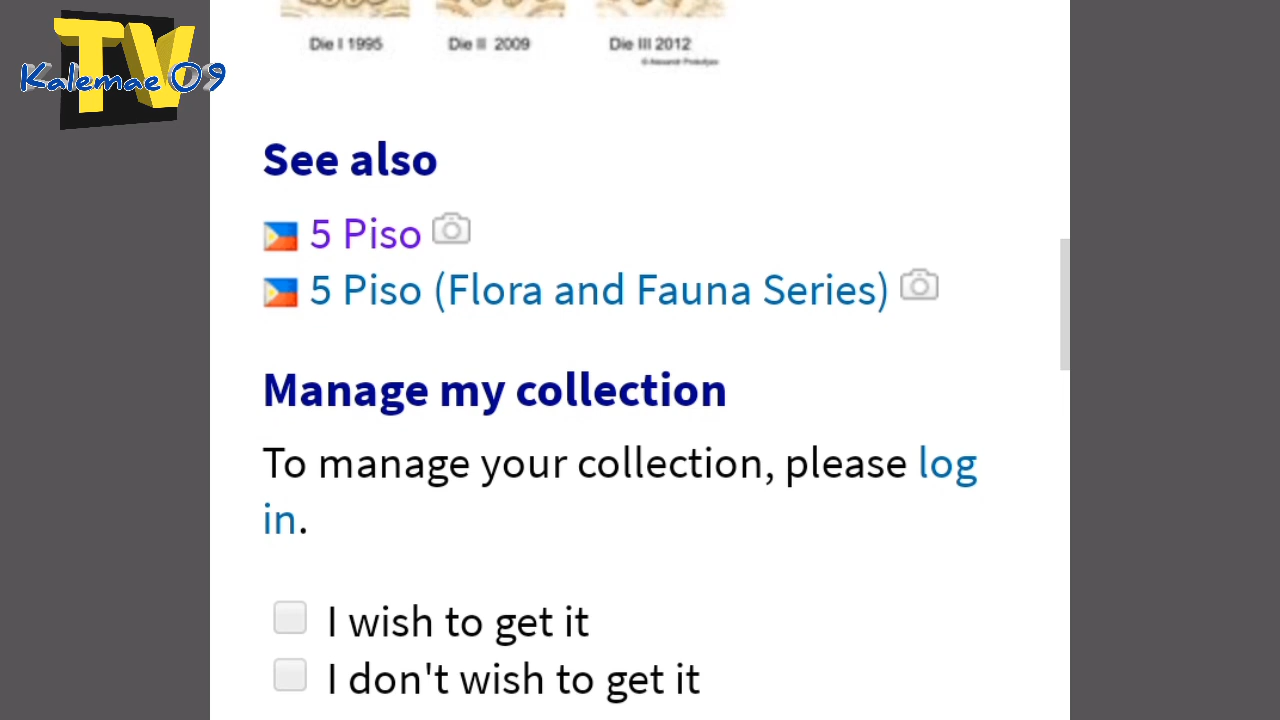 TV
Kalemae 09
Die I 1995 Die II 2009 Die III 2012
See also
5 Piso
5 Piso (Flora and Fauna Series)
Manage my collection
To manage your collection, please log
in.
I wish to get it
I don't wish to get it